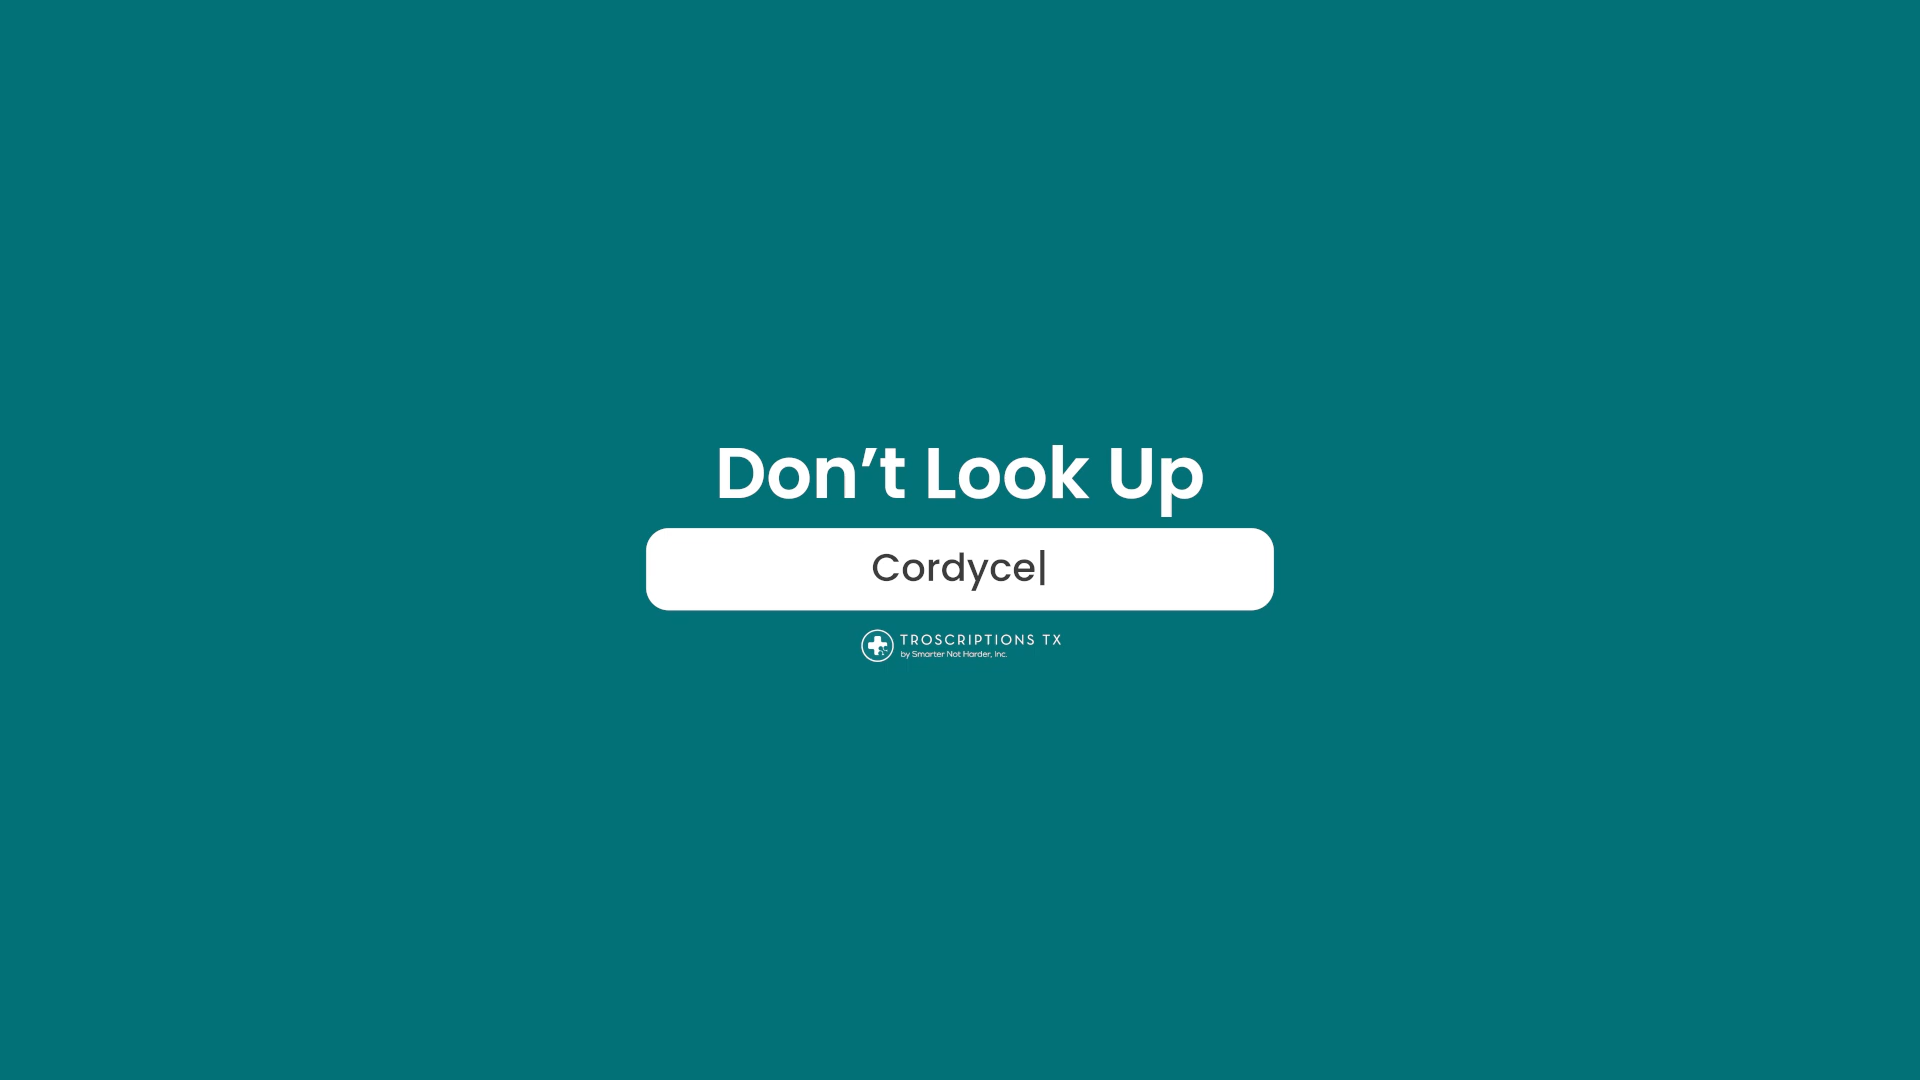 Don’t Look Up
Cordyce|
TROSCRIPTIONS TX
by Smarter Not Harder, Inc.